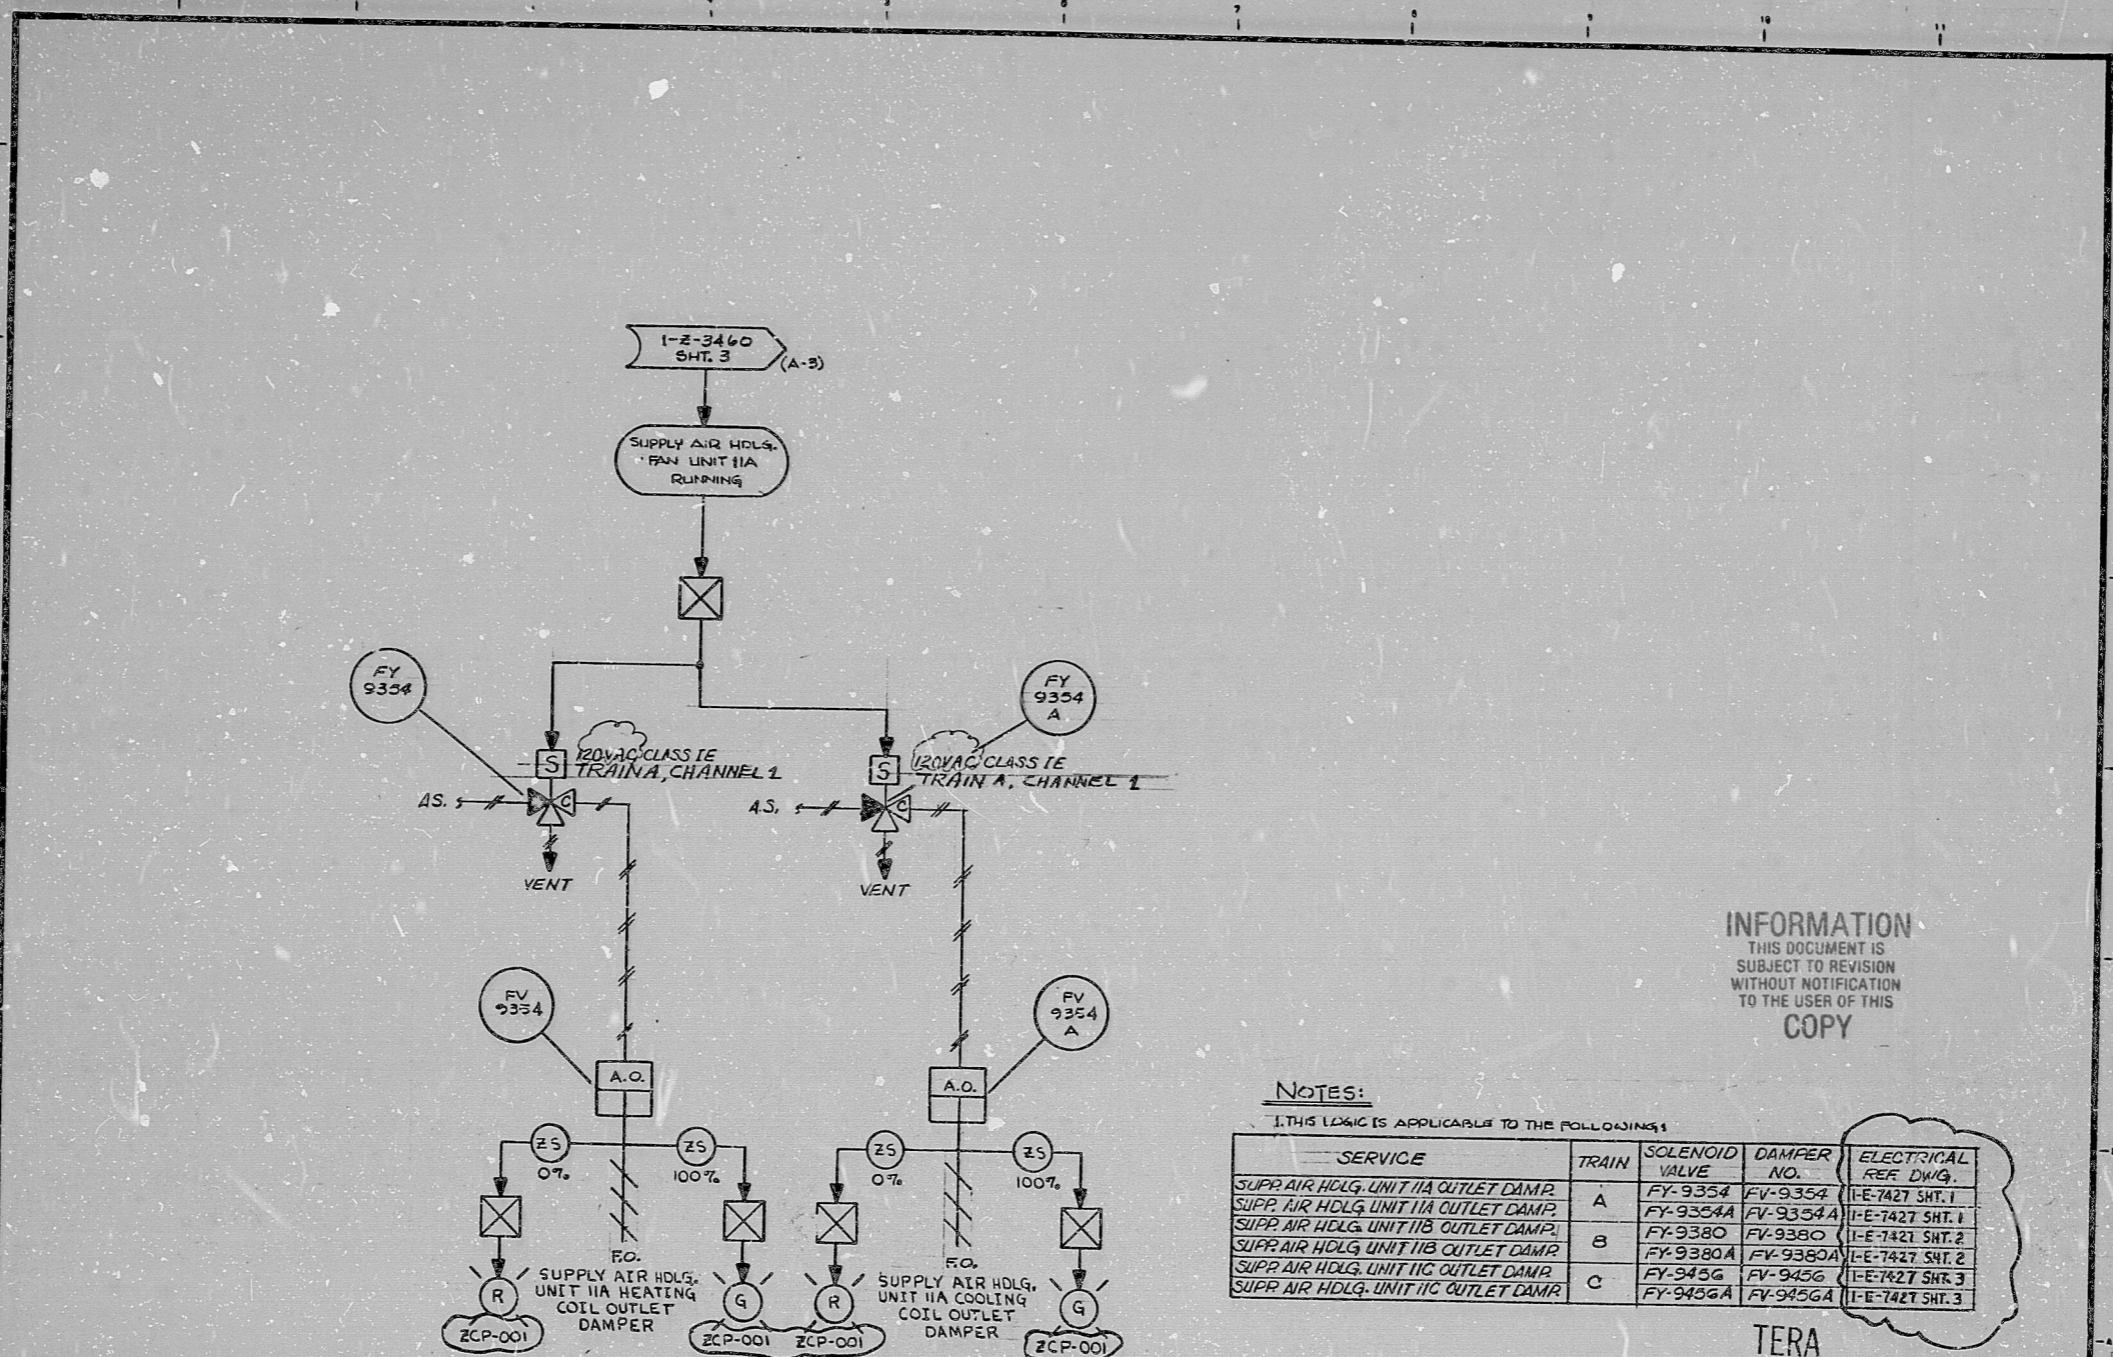 3
5
6
7
8
9
10
11
1-Z-3460
SHT. 3
(A-3)
SUPPLY AIR HDLG.
FAN UNIT 11A
RUNNING
FY
9354
FY
9354
A
S
120VAC CLASS IE
TRAIN A, CHANNEL 1
S
120VAC CLASS IE
TRAIN A, CHANNEL 1
A.S.
C
A.S.
C
VENT
VENT
FV
9354
FV
9354
A
A.O.
A.O.
ZS
0%
ZS
100%
ZS
0%
ZS
100%
F.O.
SUPPLY AIR HDLG.
UNIT 11A HEATING
COIL OUTLET
DAMPER
F.O.
SUPPLY AIR HDLG.
UNIT 11A COOLING
COIL OUTLET
DAMPER
R
G
R
G
ZCP-001
ZCP-001
ZCP-001
ZCP-001
INFORMATION
THIS DOCUMENT IS
SUBJECT TO REVISION
WITHOUT NOTIFICATION
TO THE USER OF THIS
COPY
NOTES:
1. THIS LOGIC IS APPLICABLE TO THE FOLLOWING:
SERVICE TRAIN SOLENOID VALVE DAMPER NO. ELECTRICAL REF. DWG.
SUPP. AIR HDLG. UNIT 11A OUTLET DAMP. A FY-9354 FV-9354 1-E-7427 SHT. 1
SUPP. AIR HDLG. UNIT 11A OUTLET DAMP. FY-9354A FV-9354A 1-E-7427 SHT. 1
SUPP. AIR HDLG. UNIT 11B OUTLET DAMP. B FY-9380 FV-9380 1-E-7427 SHT. 2
SUPP. AIR HDLG. UNIT 11B OUTLET DAMP. FY-9380A FV-9380A 1-E-7427 SHT. 2
SUPP. AIR HDLG. UNIT 11C OUTLET DAMP. C FY-9456 FV-9456 1-E-7427 SHT. 3
SUPP. AIR HDLG. UNIT 11C OUTLET DAMP. FY-9456A FV-9456A 1-E-7427 SHT. 3
TERA